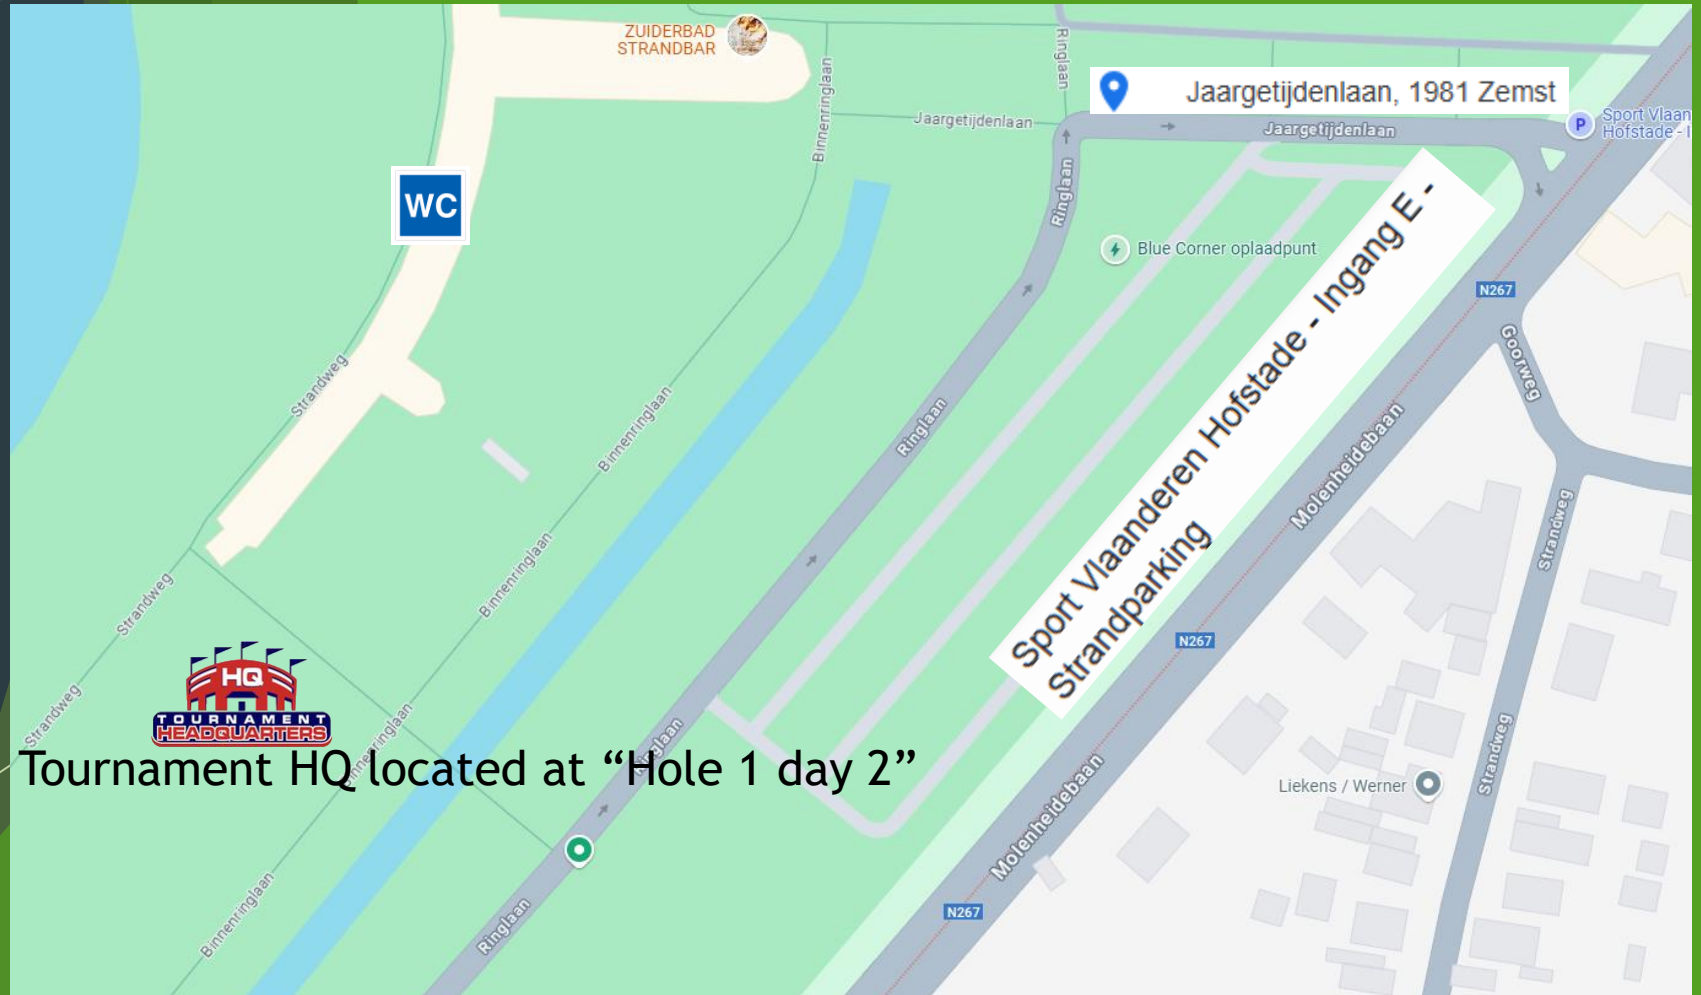 ZUIDERBAD
STRANDBAR
Ringlaan
Binnenringlaan
Jaargetijdenlaan, 1981 Zemst
Jaargetijdenlaan
Jaargetijdenlaan
P
Sport Vlaan
Hofstade - I
WC
Ringlaan
Blue Corner oplaadpunt
Sport Vlaanderen Hofstade - Ingang E -
Strandparking
N267
Goorweg
Strandweg
Binnenringlaan
Ringlaan
Molenheidebaan
Strandweg
Binnenringlaan
Strandweg
N267
HQ
TOURNAMENT
HEADQUARTERS
Strandweg
Binnenringlaan
Ringlaan
Strandweg
Tournament HQ located at “Hole 1 day 2”
Liekens / Werner
Molenheidebaan
Binnenringlaan
Ringlaan
N267